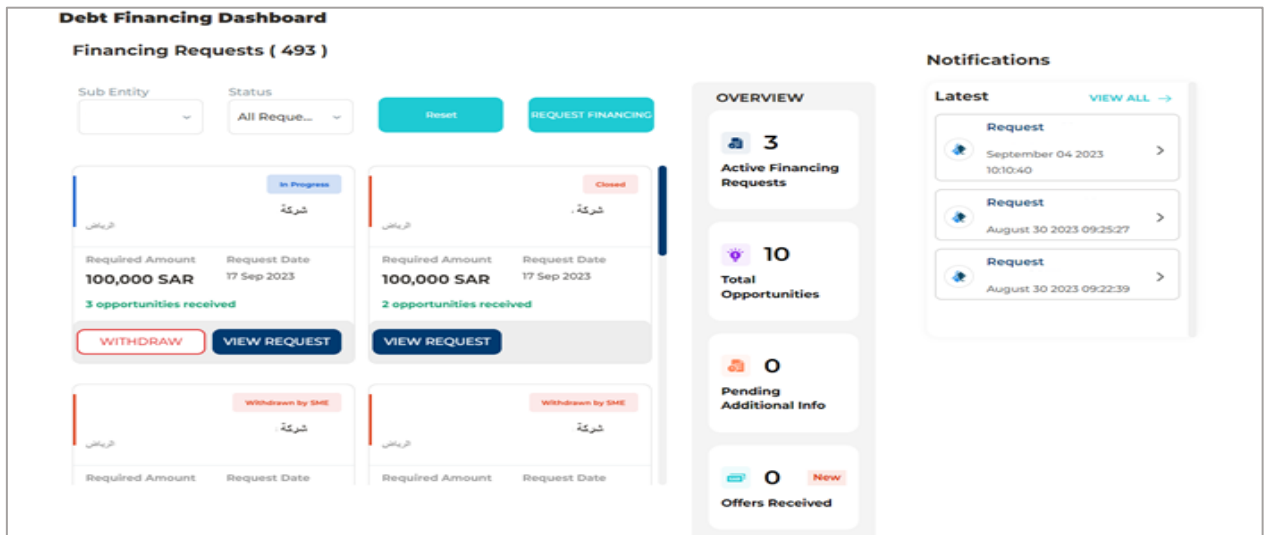 Debt Financing Dashboard
Financing Requests ( 493 )
Sub Entity
Status
All Reque...
Reset
REQUEST FINANCING
In Progress
شركة
الرياض
Required Amount
Request Date
100,000 SAR
17 Sep 2023
3 opportunities received
WITHDRAW
VIEW REQUEST
Closed
شركة .
الرياض
Required Amount
Request Date
100,000 SAR
17 Sep 2023
2 opportunities received
VIEW REQUEST
Withdrawn by SME
شركة :
الرياض
Required Amount
Request Date
Withdrawn by SME
شركة
الرياض
Required Amount
Request Date
OVERVIEW
3
Active Financing
Requests
10
Total
Opportunities
0
Pending
Additional Info
0
New
Offers Received
Notifications
Latest
VIEW ALL →
Request
September 04 2023
10:10:40
Request
August 30 2023 09:25:27
Request
August 30 2023 09:22:39